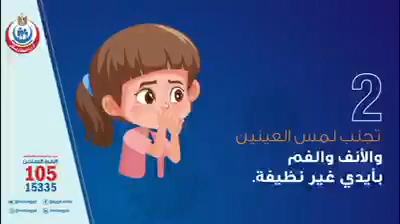 2
تجنب لمس العينين
والأنف والفم
بأيدي غير نظيفة.
105
15335